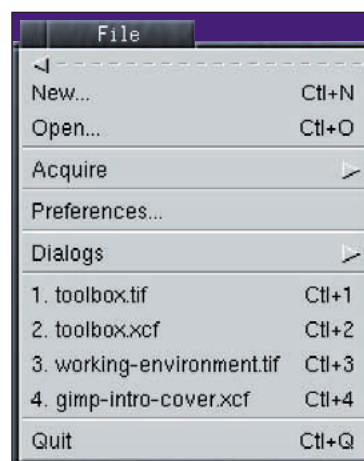 File
New... Ctl+N
Open... Ctl+O
Acquire
Preferences...
Dialogs
1. toolbox.tif Ctl+1
2. toolbox.xcf Ctl+2
3. working-environment.tif Ctl+3
4. gimp-intro-cover.xcf Ctl+4
Quit Ctl+Q